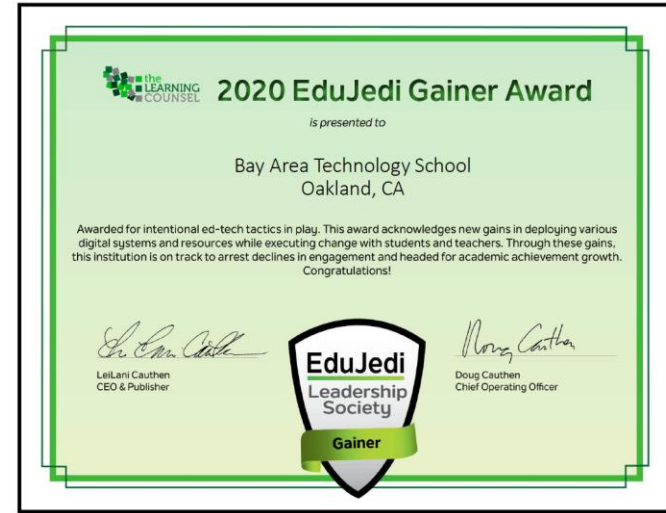 the
LEARNING
COUNSEL
2020 EduJedi Gainer Award
is presented to
Bay Area Technology School
Oakland, CA
Awarded for intentional ed-tech tactics in play. This award acknowledges new gains in deploying various
digital systems and resources while executing change with students and teachers. Through these gains,
this institution is on track to arrest declines in engagement and headed for academic achievement growth.
Congratulations!
LeiLani Cauthen
CEO & Publisher
Doug Cauthen
Doug Cauthen
Chief Operating Officer
EduJedi
Leadership
Society
Gainer